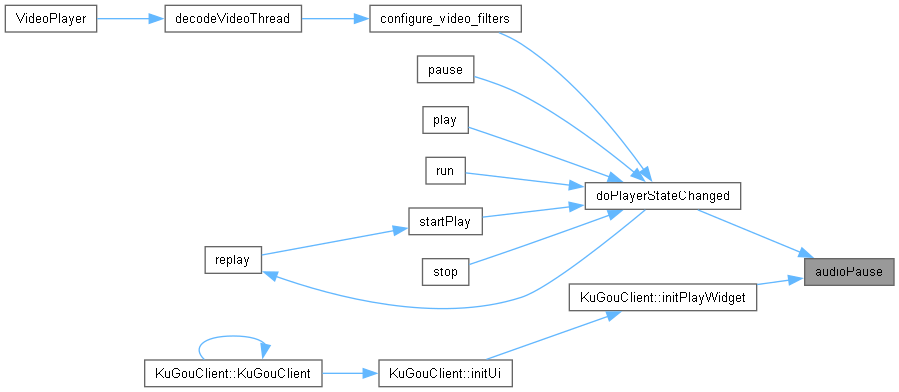 VideoPlayer
decodeVideoThread
configure_video_filters
pause
play
run
doPlayerStateChanged
startPlay
replay
stop
audioPause
KuGouClient::initPlayWidget
KuGouClient::KuGouClient
KuGouClient::initUi